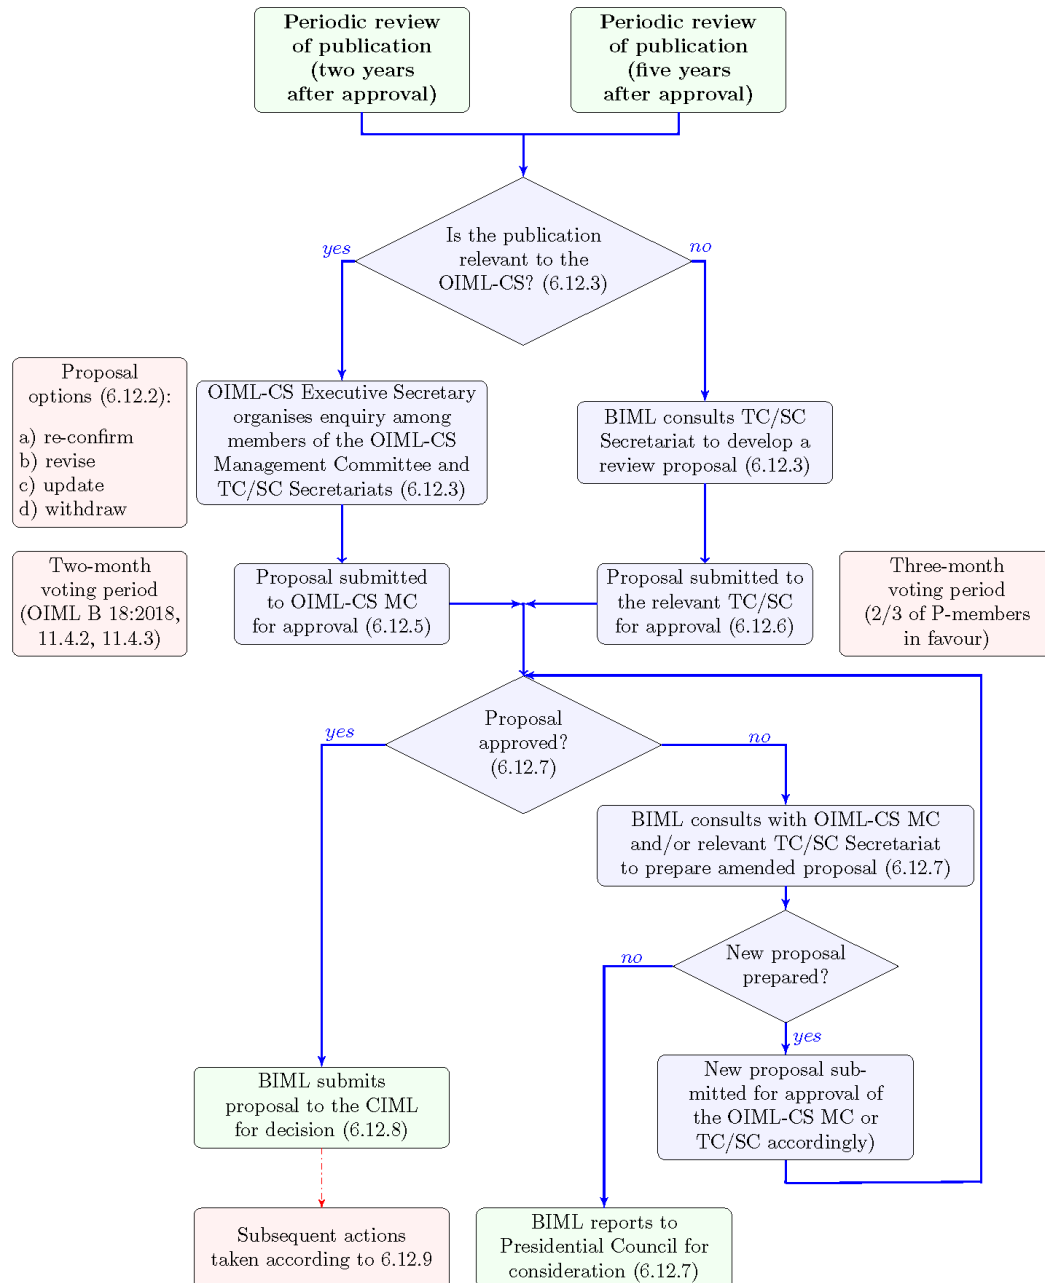 Periodic review
of publication
(two years
after approval)
Periodic review
of publication
(five years
after approval)
Is the publication
relevant to the
OIML-CS? (6.12.3)
yes
no
Proposal
options (6.12.2):
a) re-confirm
b) revise
c) update
d) withdraw
OIML-CS Executive Secretary
organises enquiry among
members of the OIML-CS
Management Committee and
TC/SC Secretariats (6.12.3)
BIML consults TC/SC
Secretariat to develop a
review proposal (6.12.3)
Two-month
voting period
(OIML B 18:2018,
11.4.2, 11.4.3)
Proposal submitted
to OIML-CS MC
for approval (6.12.5)
Proposal submitted to
the relevant TC/SC
for approval (6.12.6)
Three-month
voting period
(2/3 of P-members
in favour)
Proposal
approved?
(6.12.7)
yes
no
BIML consults with OIML-CS MC
and/or relevant TC/SC Secretariat
to prepare amended proposal (6.12.7)
New proposal
prepared?
no
yes
BIML submits
proposal to the CIML
for decision (6.12.8)
New proposal sub-
mitted for approval of
the OIML-CS MC or
TC/SC accordingly)
Subsequent actions
taken according to 6.12.9
BIML reports to
Presidential Council for
consideration (6.12.7)